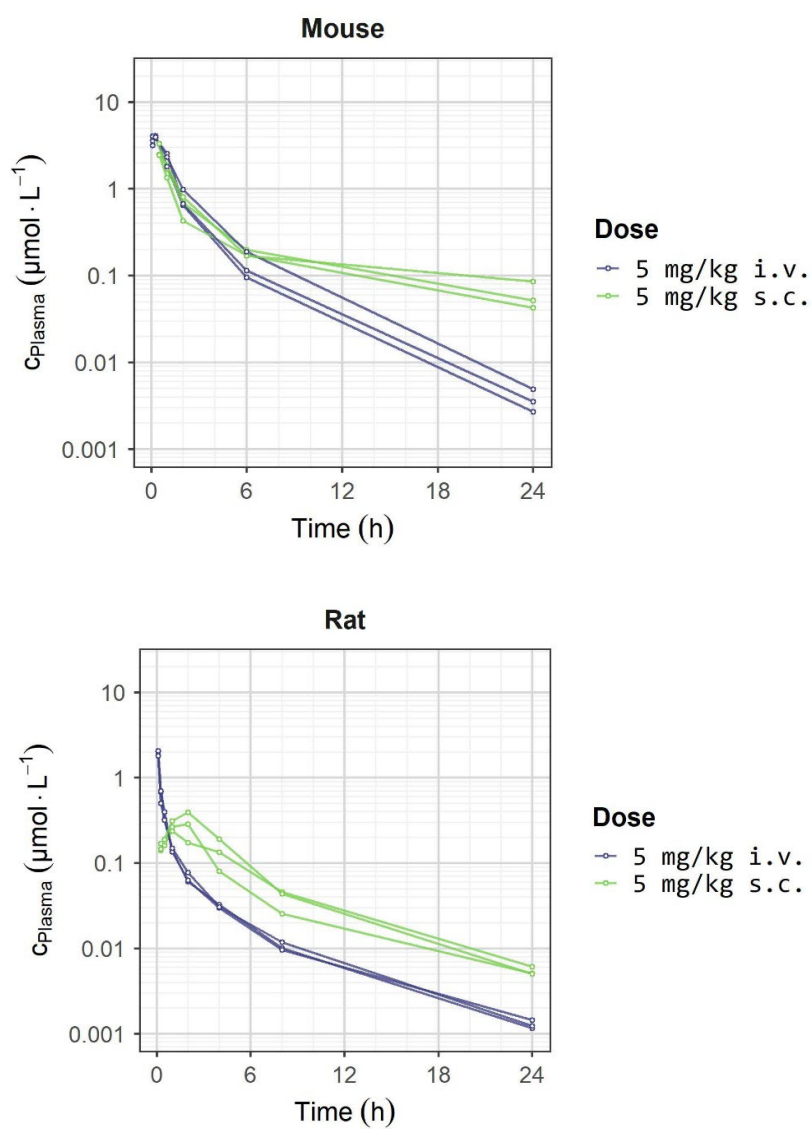 Mouse
10
1
0.1
0.01
0.001
c_Plasma (µmol · L⁻¹)
0 6 12 18 24
Time (h)
Dose
5 mg/kg i.v.
5 mg/kg s.c.
Rat
10
1
0.1
0.01
0.001
c_Plasma (µmol · L⁻¹)
0 6 12 18 24
Time (h)
Dose
5 mg/kg i.v.
5 mg/kg s.c.